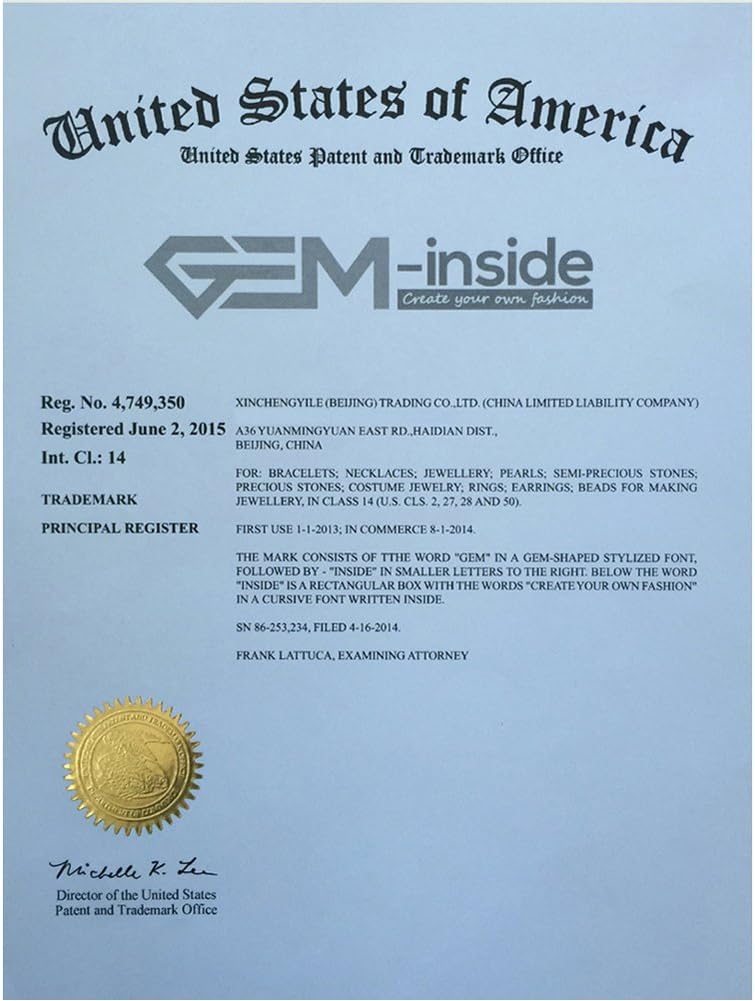 United States of America
United States Patent and Trademark Office
GEM-inside
Create your own fashion
Reg. No. 4,749,350
Registered June 2, 2015
Int. Cl.: 14
TRADEMARK
PRINCIPAL REGISTER
XINCHENGYILE (BEIJING) TRADING CO.,LTD. (CHINA LIMITED LIABILITY COMPANY)
A36 YUANMINGYUAN EAST RD.,HAIDIAN DIST.,
BEIJING, CHINA
FOR: BRACELETS; NECKLACES; JEWELLERY; PEARLS; SEMI-PRECIOUS STONES;
PRECIOUS STONES; COSTUME JEWELRY; RINGS; EARRINGS; BEADS FOR MAKING
JEWELLERY, IN CLASS 14 (U.S. CLS. 2, 27, 28 AND 50).
FIRST USE 1-1-2013; IN COMMERCE 8-1-2014.
THE MARK CONSISTS OF TTHE WORD "GEM" IN A GEM-SHAPED STYLIZED FONT,
FOLLOWED BY - "INSIDE" IN SMALLER LETTERS TO THE RIGHT. BELOW THE WORD
"INSIDE" IS A RECTANGULAR BOX WITH THE WORDS "CREATE YOUR OWN FASHION"
IN A CURSIVE FONT WRITTEN INSIDE.
SN 86-253,234, FILED 4-16-2014.
FRANK LATTUCA, EXAMINING ATTORNEY
Michelle K. Lee
Director of the United States
Patent and Trademark Office